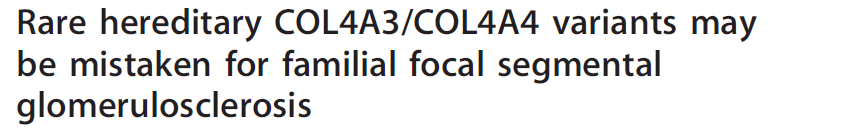 Rare hereditary COL4A3/COL4A4 variants may
be mistaken for familial focal segmental
glomerulosclerosis